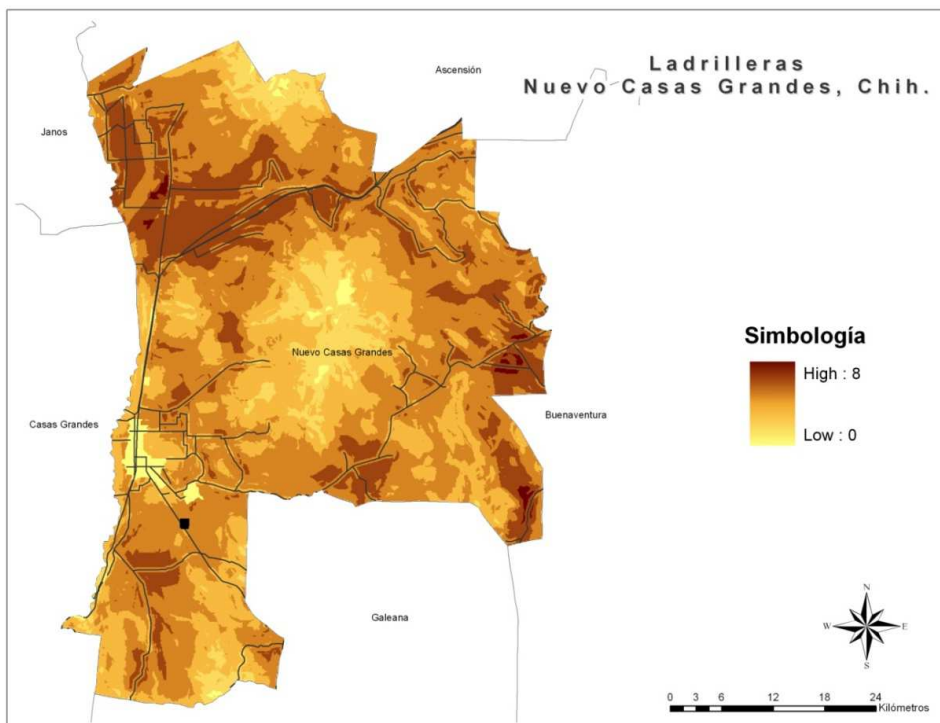 Ladrilleras
Nuevo Casas Grandes, Chih.
Ascensión
Janos
Nuevo Casas Grandes
Casas Grandes
Buenaventura
Galeana
Simbología
High : 8
Low : 0
N
W E
S
0 3 6 12 18 24
Kilómetros